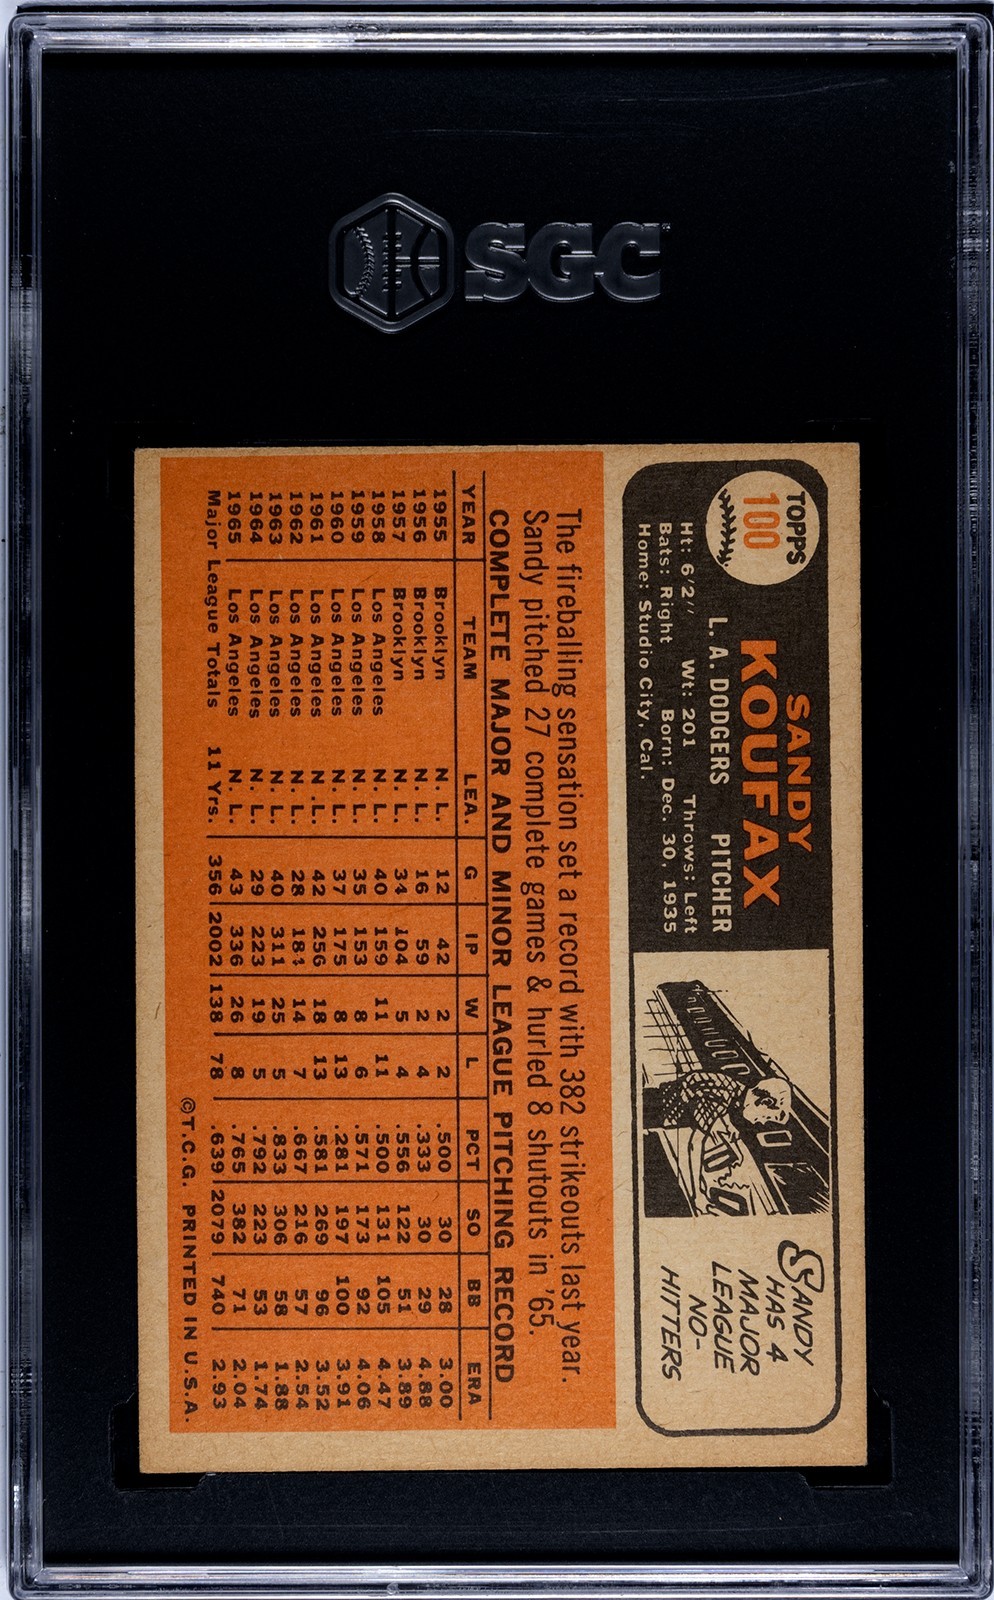 SGC
TOPPS
100
SANDY
KOUFAX
L. A. DODGERS PITCHER
Ht: 6'2" Wt: 201 Throws: Left
Bats: Right Born: Dec. 30, 1935
Home: Studio City, Cal.
SANDY
HAS 4
MAJOR
LEAGUE
NO-
HITTERS
The fireballing sensation set a record with 382 strikeouts last year.
Sandy pitched 27 complete games & hurled 8 shutouts in '65.
COMPLETE MAJOR AND MINOR LEAGUE PITCHING RECORD
YEAR TEAM LEA. G IP W L PCT SO BB ERA
1955 Brooklyn N. L. 12 42 2 2 .500 30 28 3.00
1956 Brooklyn N. L. 16 59 2 4 .333 30 29 4.88
1957 Brooklyn N. L. 34 104 5 4 .556 122 51 3.89
1958 Los Angeles N. L. 40 159 11 11 .500 131 105 4.47
1959 Los Angeles N. L. 35 153 8 6 .571 173 92 4.06
1960 Los Angeles N. L. 37 175 8 13 .281 197 100 3.91
1961 Los Angeles N. L. 42 256 18 13 .581 269 96 3.52
1962 Los Angeles N. L. 28 184 14 7 .667 216 57 2.54
1963 Los Angeles N. L. 40 311 25 5 .833 306 58 1.88
1964 Los Angeles N. L. 29 223 19 5 .792 223 53 1.74
1965 Los Angeles N. L. 43 336 26 8 .765 382 71 2.04
Major League Totals 11 Yrs. 356 2002 138 78 .639 2079 740 2.93
©T.C.G. PRINTED IN U.S.A.